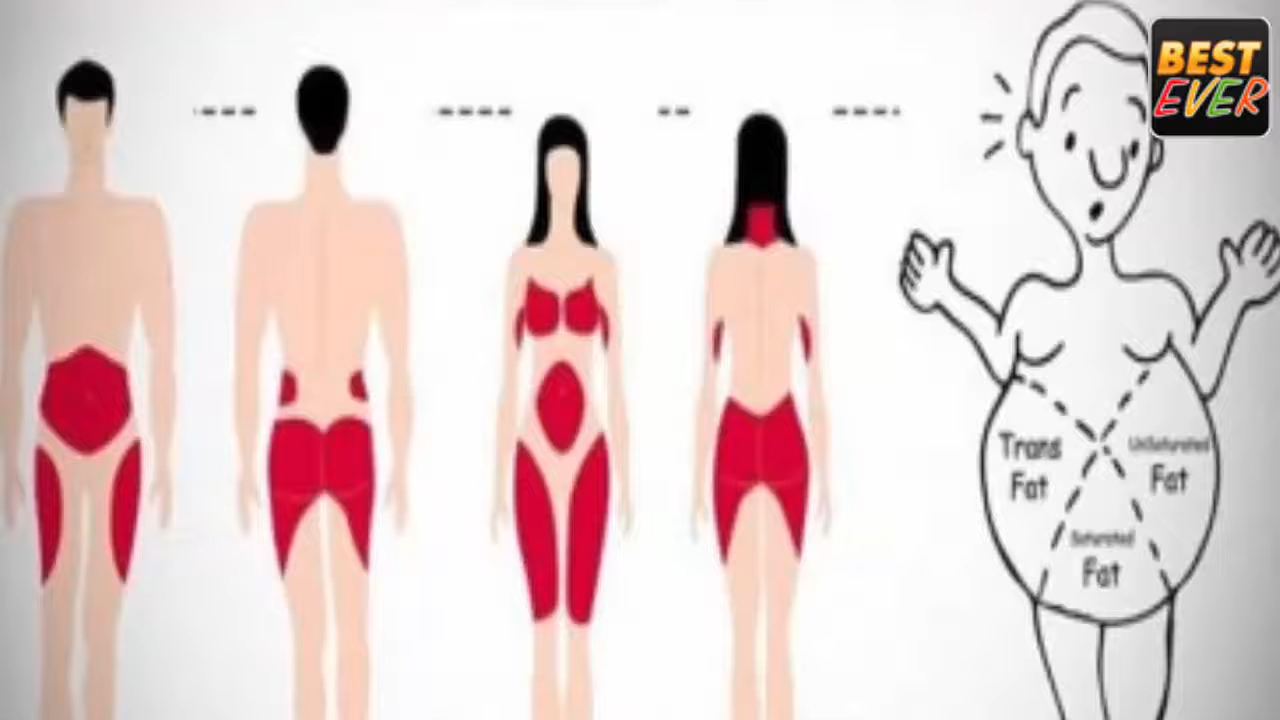 BEST
EVER
Trans
Fat
UnSaturated
Fat
Saturated
Fat